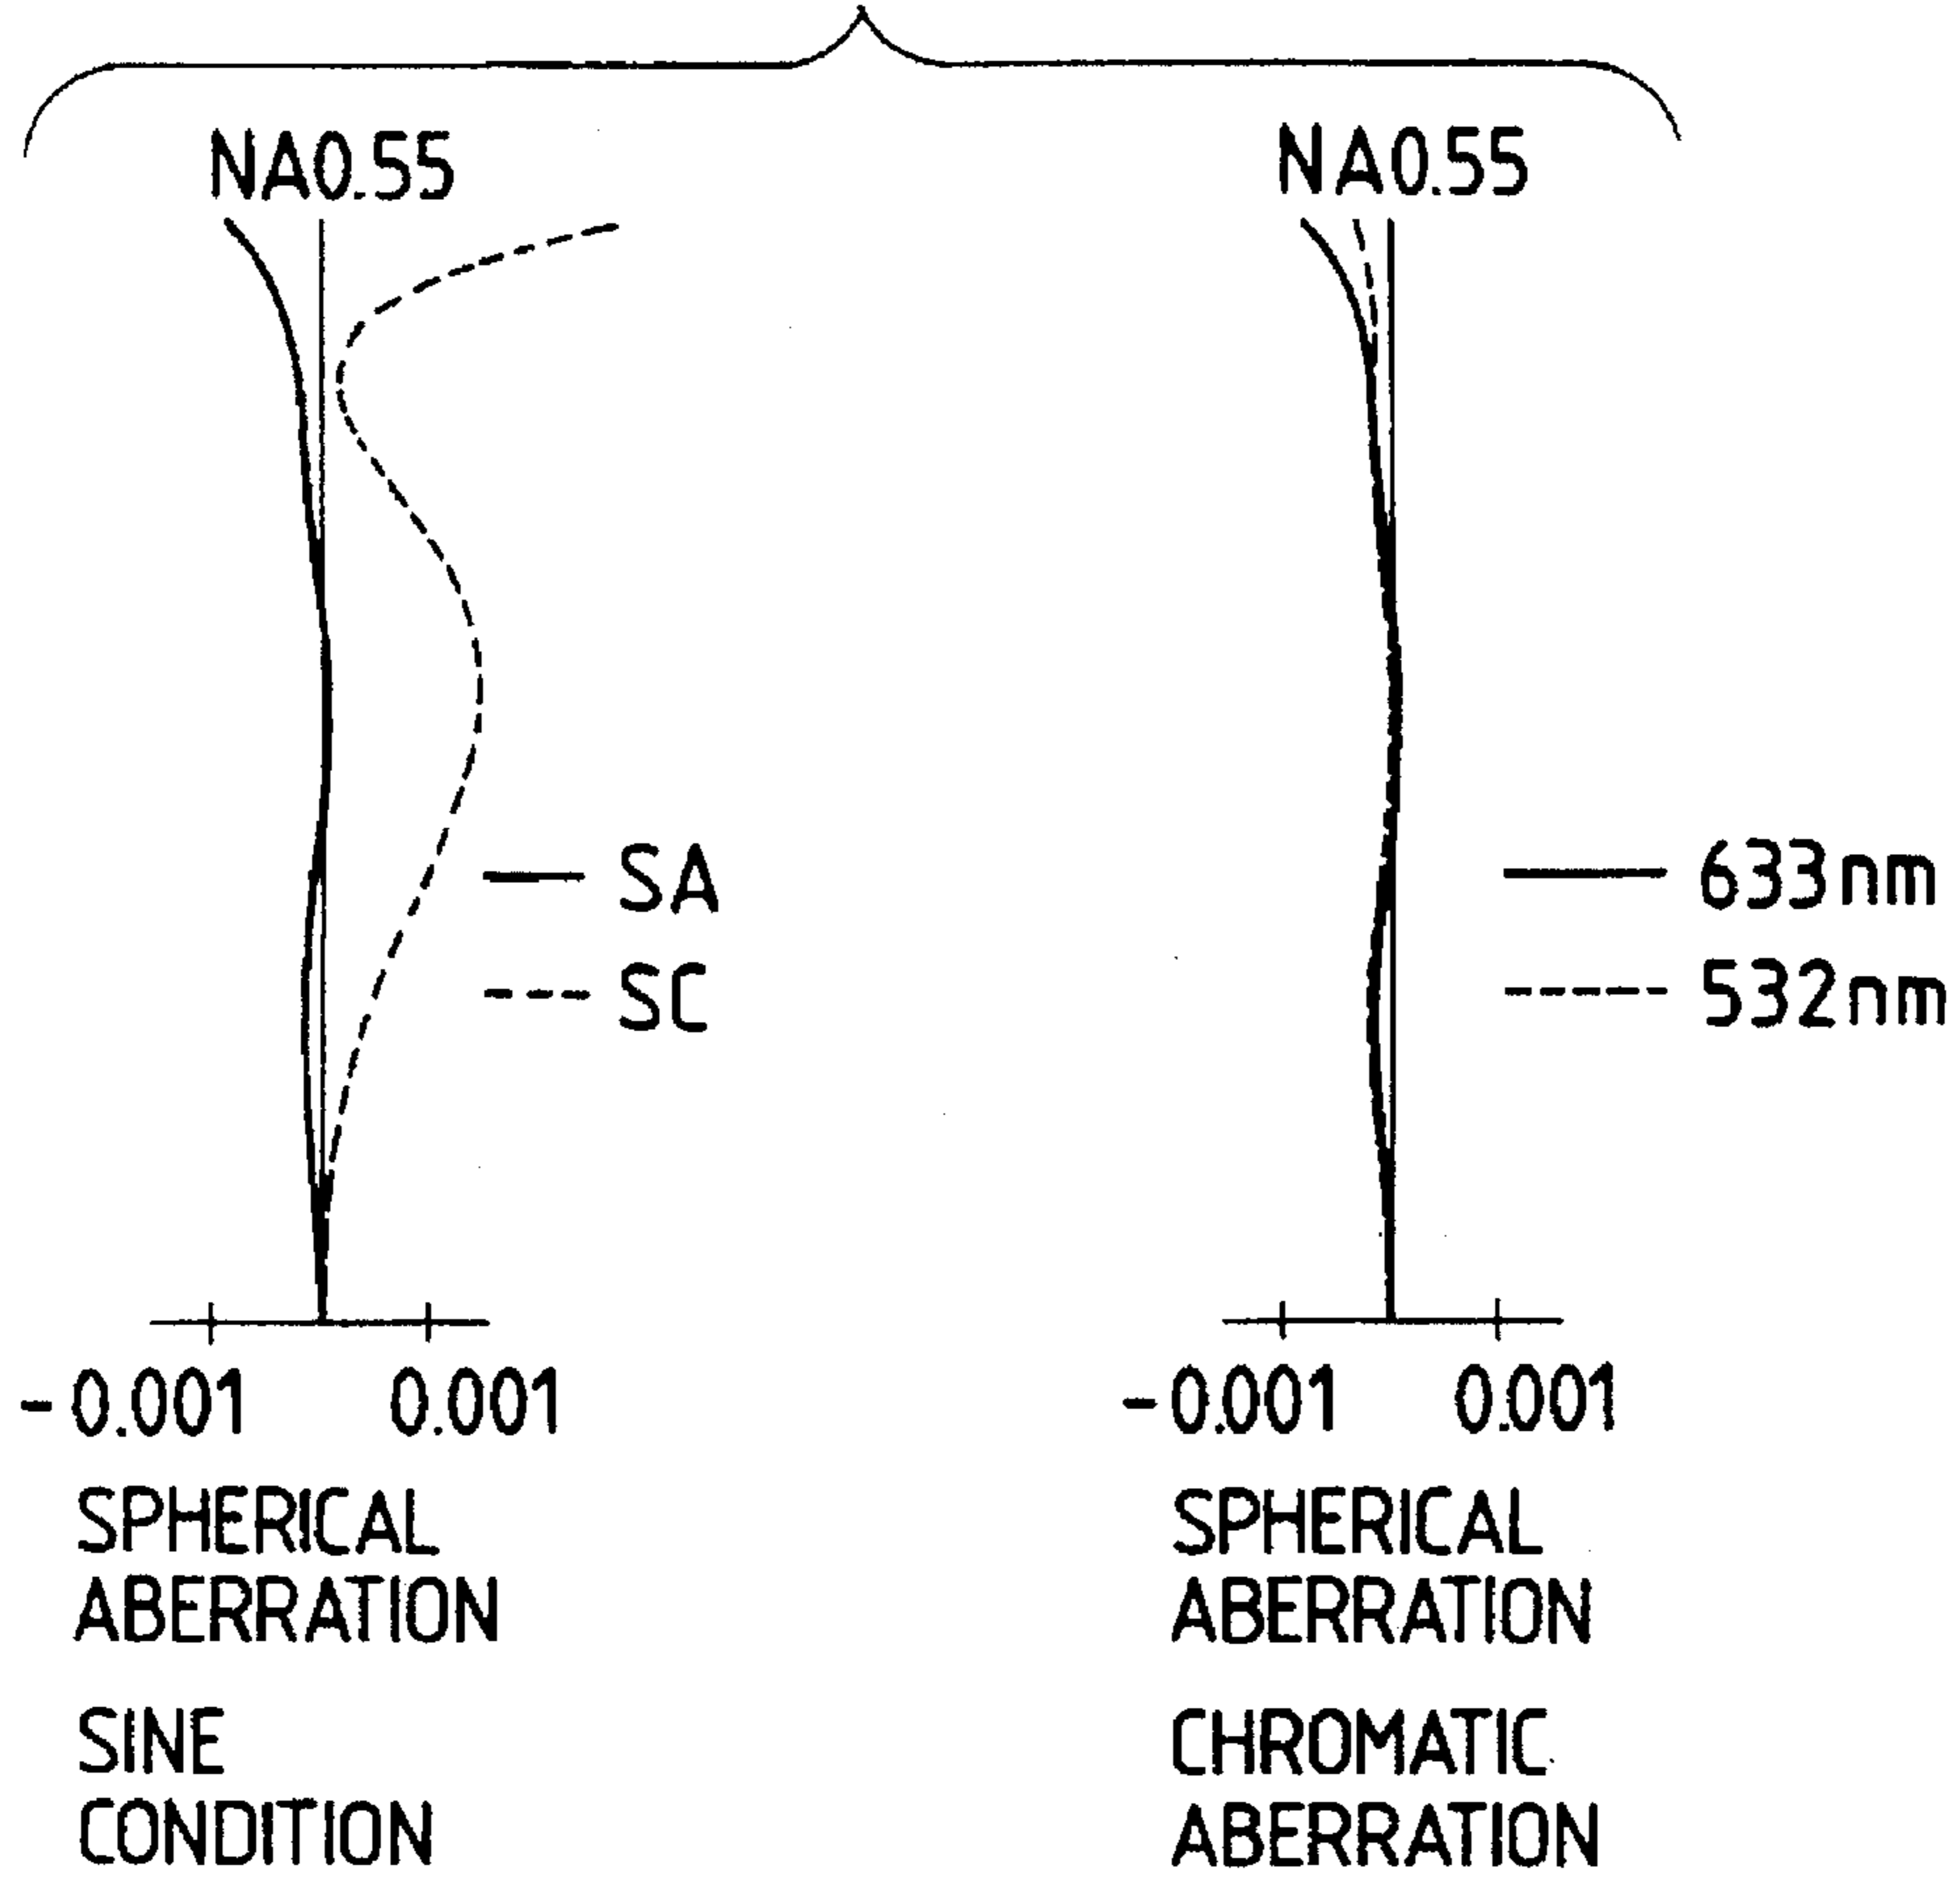 NA0.55
SA
SC
-0.001 0.001
SPHERICAL
ABERRATION
SINE
CONDITION
NA0.55
633nm
532nm
-0.001 0.001
SPHERICAL
ABERRATION
CHROMATIC
ABERRATION